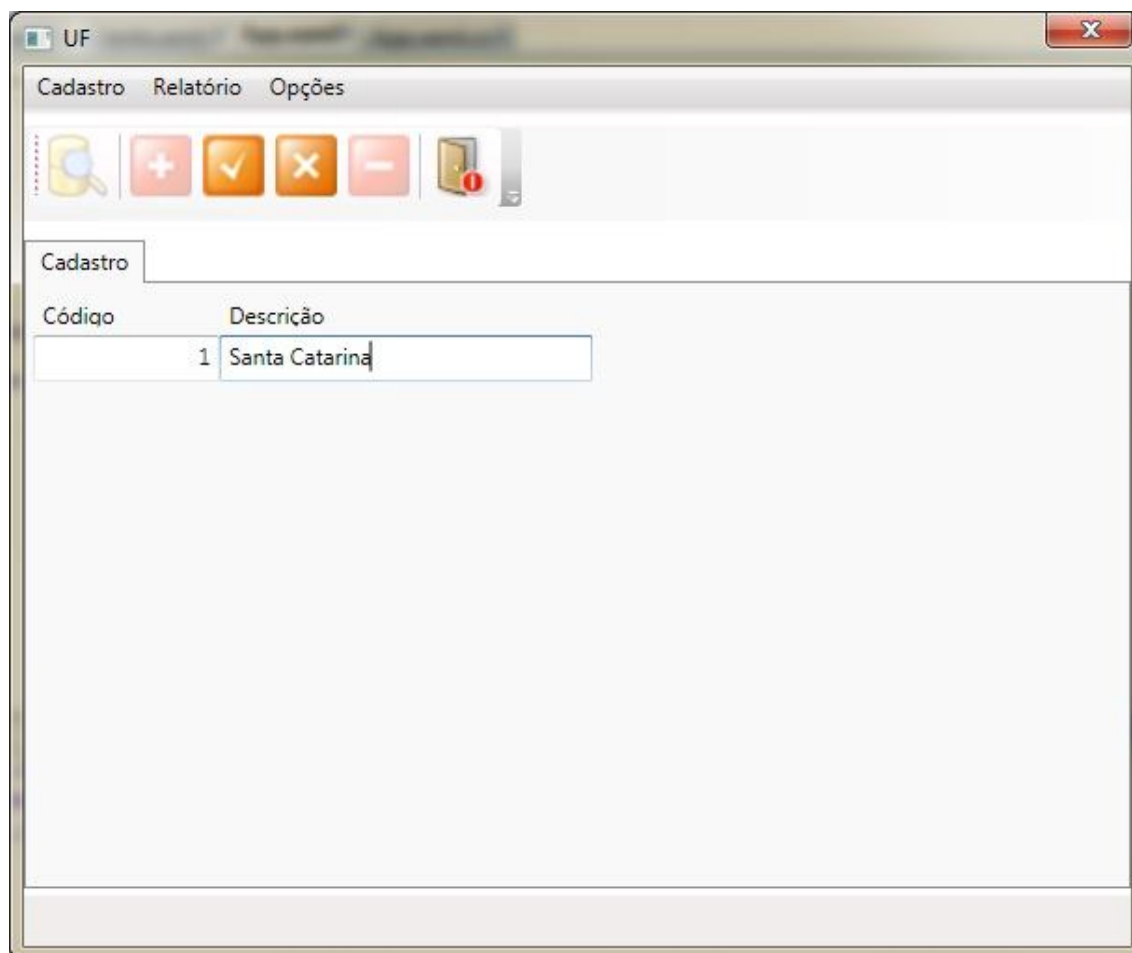 UF
Cadastro Relatório Opções
Cadastro
Código Descrição
1 Santa Catarina